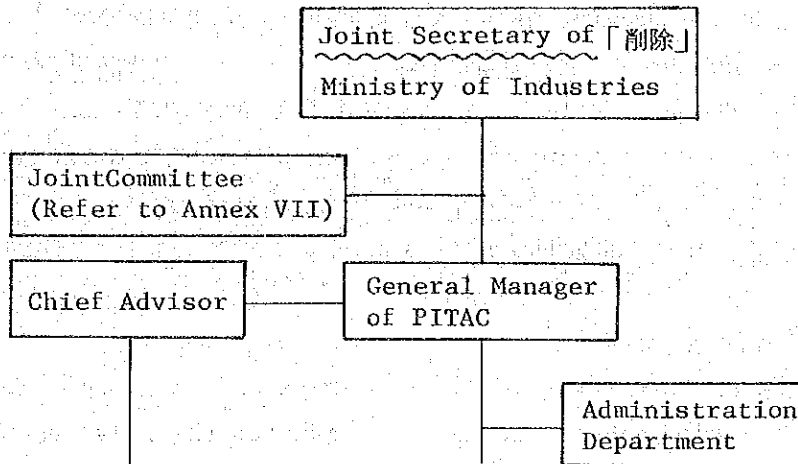 Joint Secretary of「削除」
Ministry of Industries
JointCommittee
(Refer to Annex VII)
Chief Advisor
General Manager
of PITAC
Administration
Department